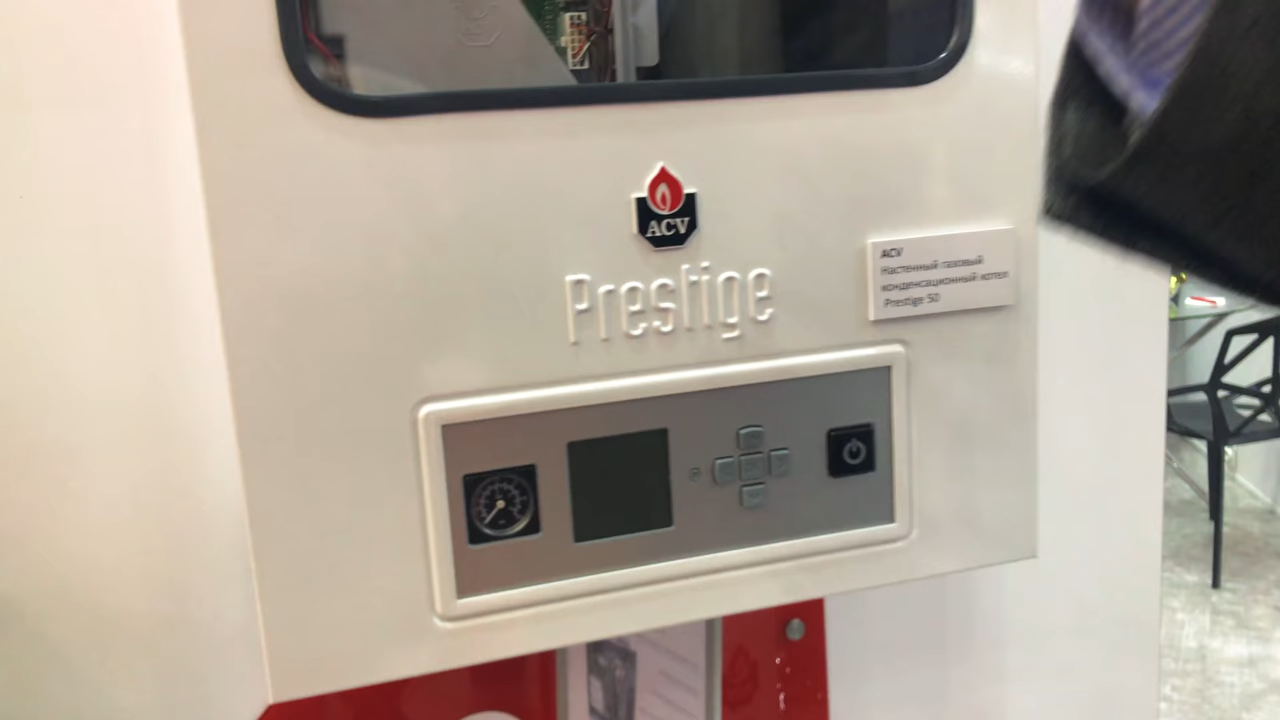 ACV
Prestige
ACV
Настенный газовый
конденсационный котел
Prestige 50